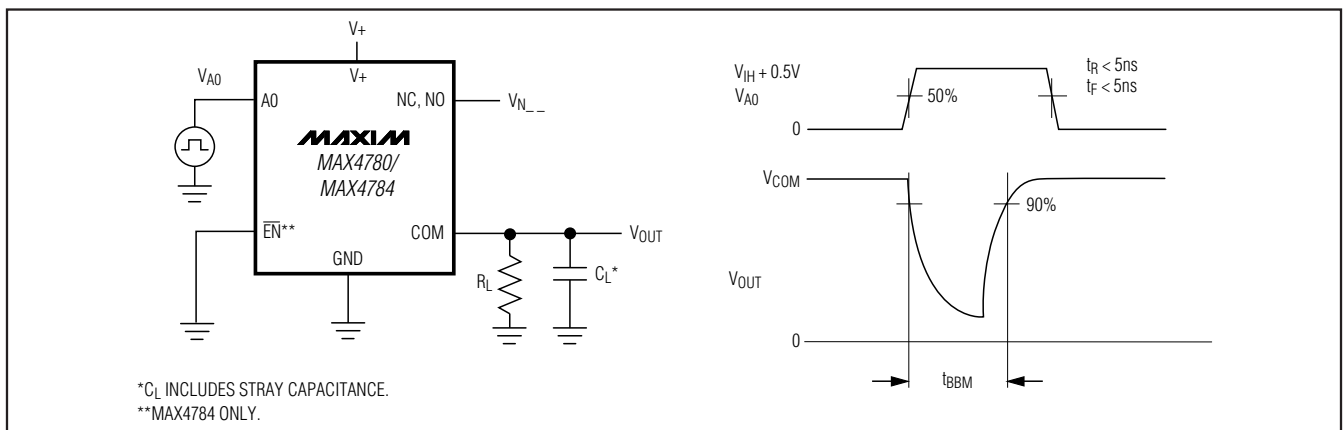 V+
V+
VA0
A0
NC, NO
VN_ _
MAXIM
MAX4780/
MAX4784
EN**
COM
VOUT
GND
RL
CL*
*CL INCLUDES STRAY CAPACITANCE.
**MAX4784 ONLY.
VIH + 0.5V
VA0
0
50%
tR < 5ns
tF < 5ns
VCOM
90%
VOUT
0
tBBM